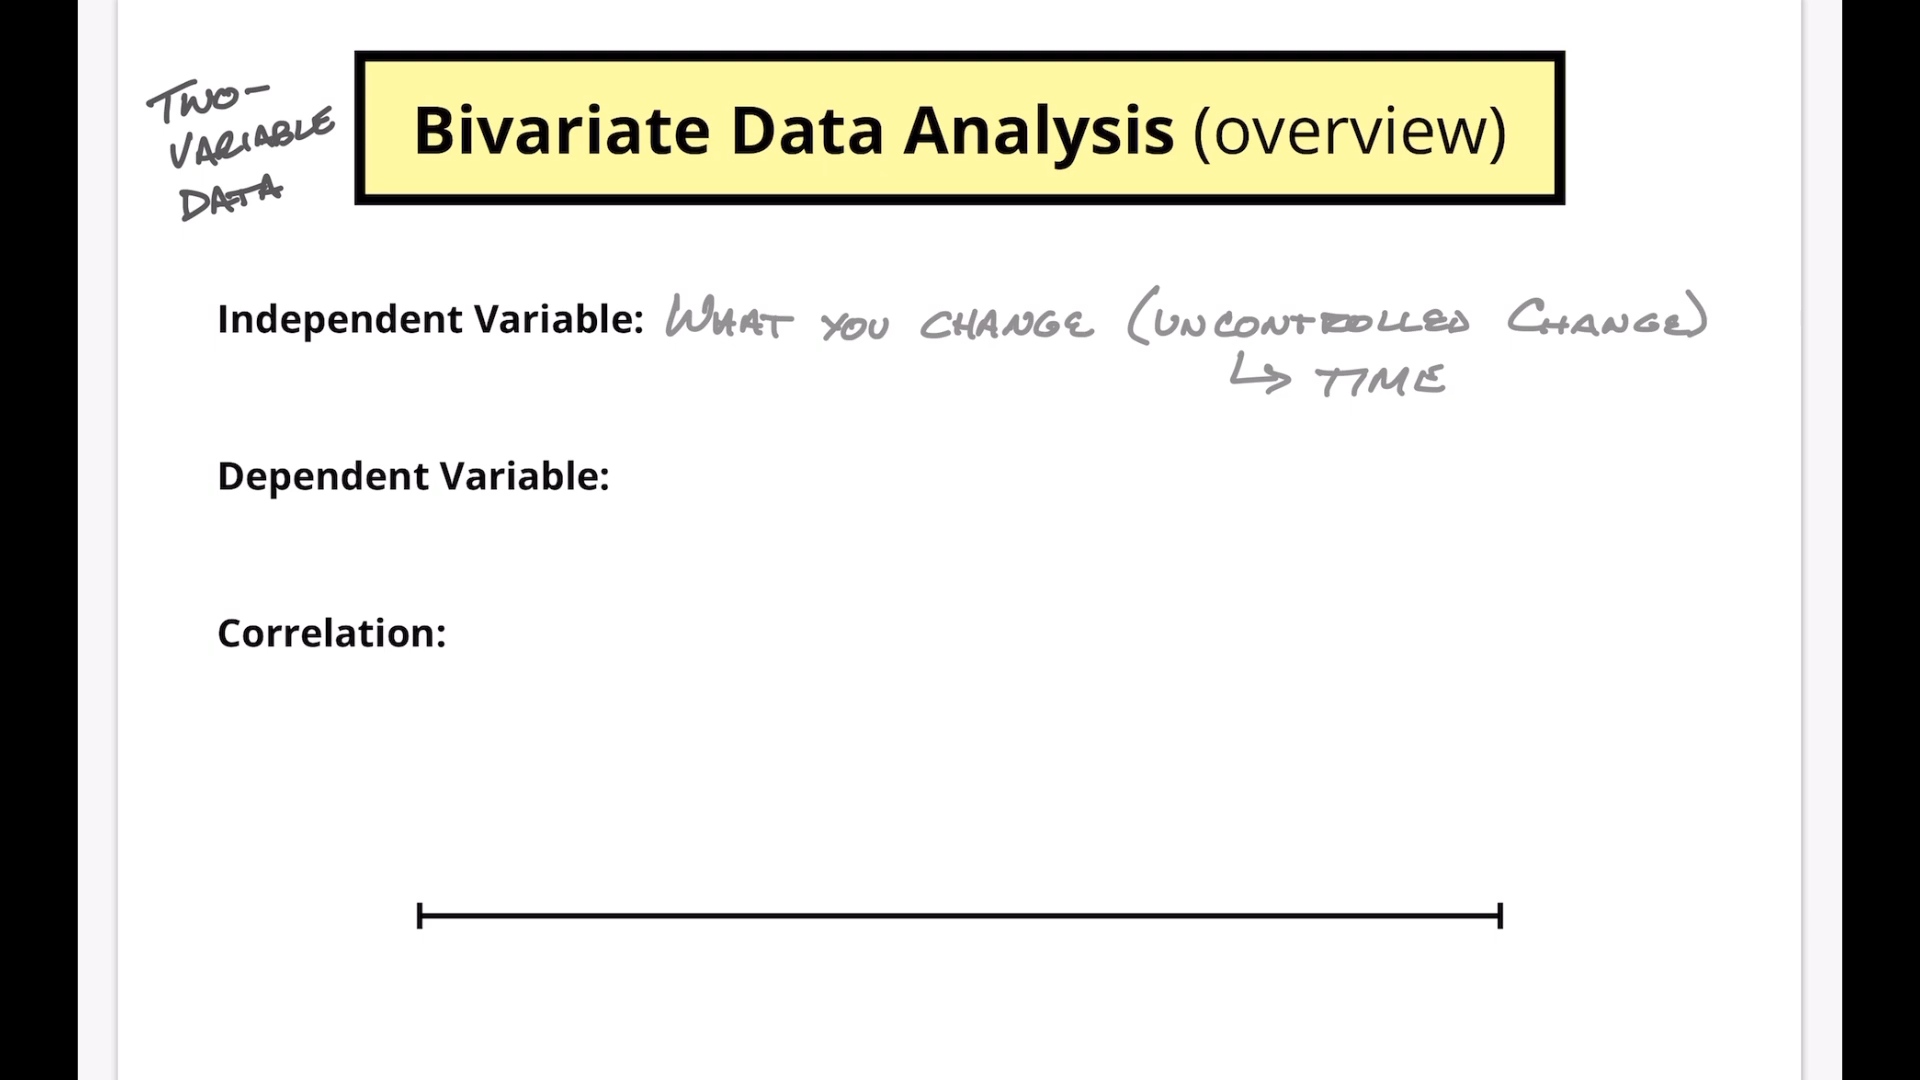 TWO-
VARIABLE
DATA
Bivariate Data Analysis (overview)
Independent Variable: WHAT YOU CHANGE (UNCONTROLLED CHANGE)
↳ TIME
Dependent Variable:
Correlation: